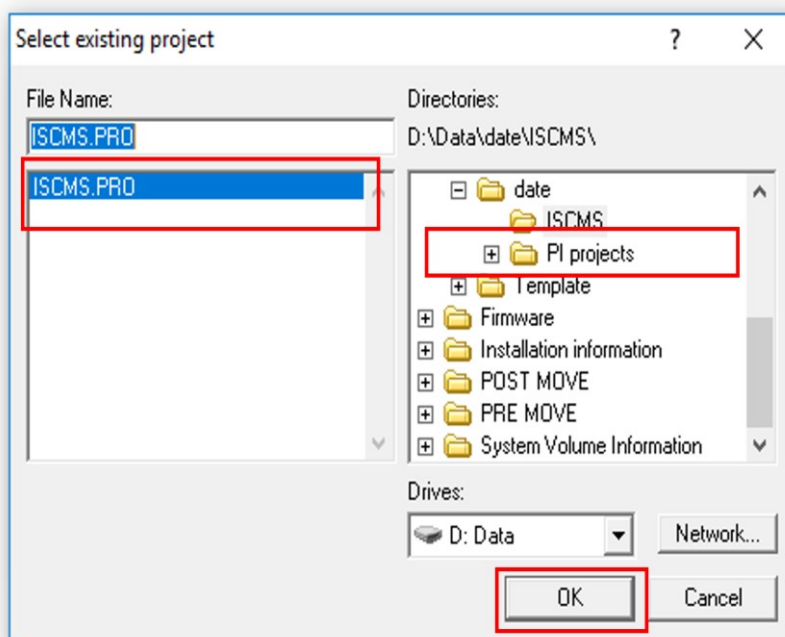 Select existing project
File Name:
ISCMS.PRO
ISCMS.PRO
Directories:
D:\Data\date\ISCMS\
date
ISCMS
PI projects
Template
Firmware
Installation information
POST MOVE
PRE MOVE
System Volume Information
Drives:
D: Data
Network...
OK
Cancel